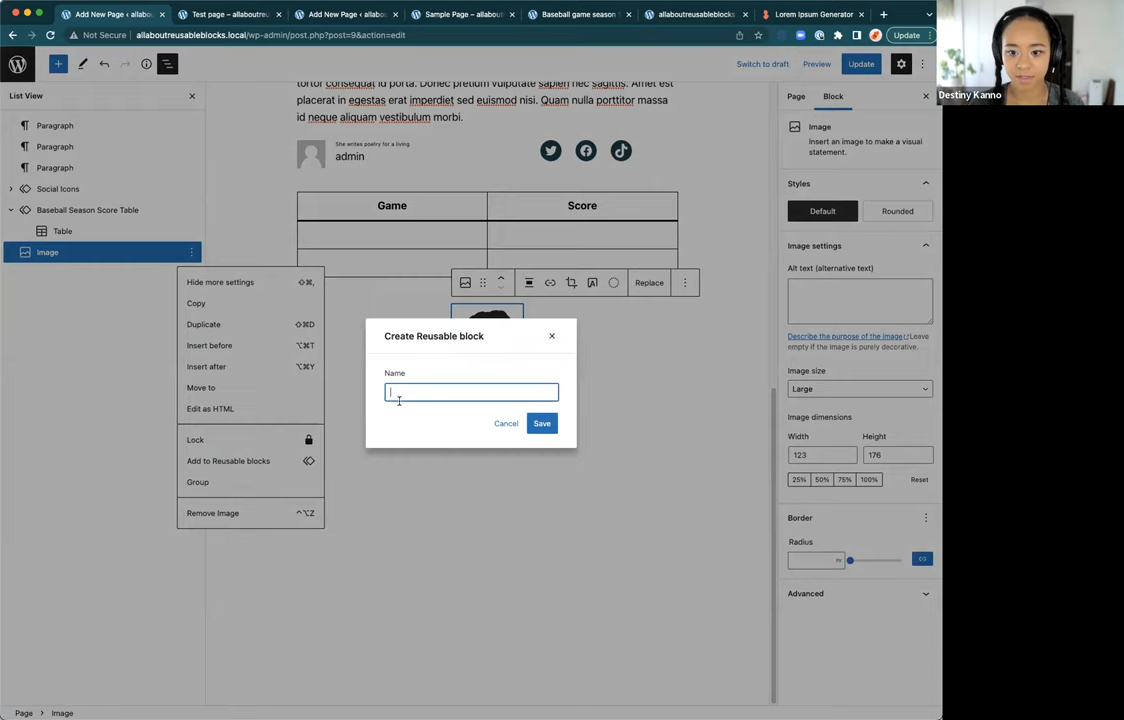 Add New Page ‹ allabou
Test page – allaboutreu
Add New Page ‹ allabou
Sample Page – allabout
Baseball game season
allaboutreusableblocks
Lorem Ipsum Generator
Not Secure allaboutreusableblocks.local/wp-admin/post.php?post=9&action=edit
Update
Switch to draft
Preview
Update
List View
Paragraph
Paragraph
Paragraph
Social Icons
Baseball Season Score Table
Table
Image
Hide more settings ⇧⌘,
Copy
Duplicate ⇧⌘D
Insert before ⌥⌘T
Insert after ⌥⌘Y
Move to
Edit as HTML
Lock
Add to Reusable blocks
Group
Remove Image ^⌥Z
tortor consequat id porta. Donec pretium vulputate sapien nec sagittis. Amet est
placerat in egestas erat imperdiet sed euismod nisi. Quam nulla porttitor massa
id neque aliquam vestibulum morbi.
She writes poetry for a living
admin
Game Score
Replace
Create Reusable block
Name
Cancel
Save
Page
Block
Image
Insert an image to make a visual
statement.
Styles
Default
Rounded
Image settings
Alt text (alternative text)
Describe the purpose of the image Leave
empty if the image is purely decorative.
Image size
Large
Image dimensions
Width Height
123 176
25% 50% 75% 100% Reset
Border
Radius
Advanced
Page › Image
Destiny Kanno